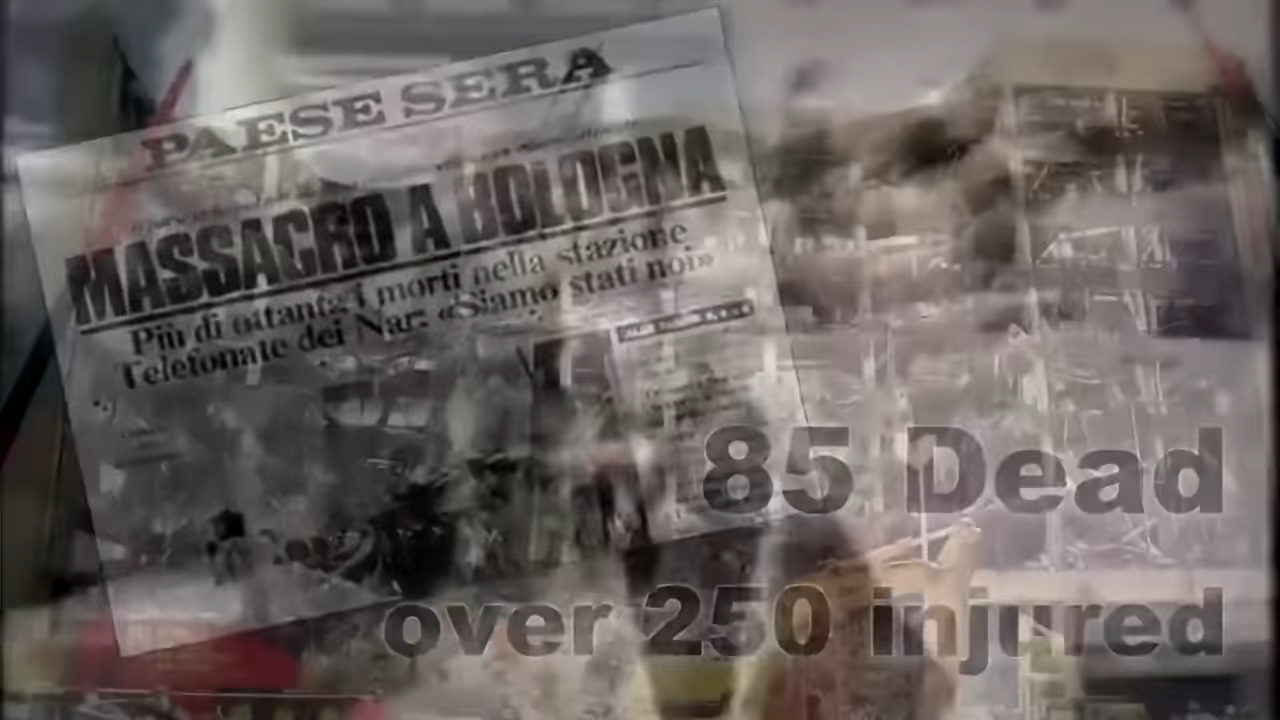 PAESE SERA
MASSACRO A BOLOGNA
Più di ottanta i morti nella stazione
Telefonate dei Nar: «Siamo stati noi»
85 Dead
over 250 injured